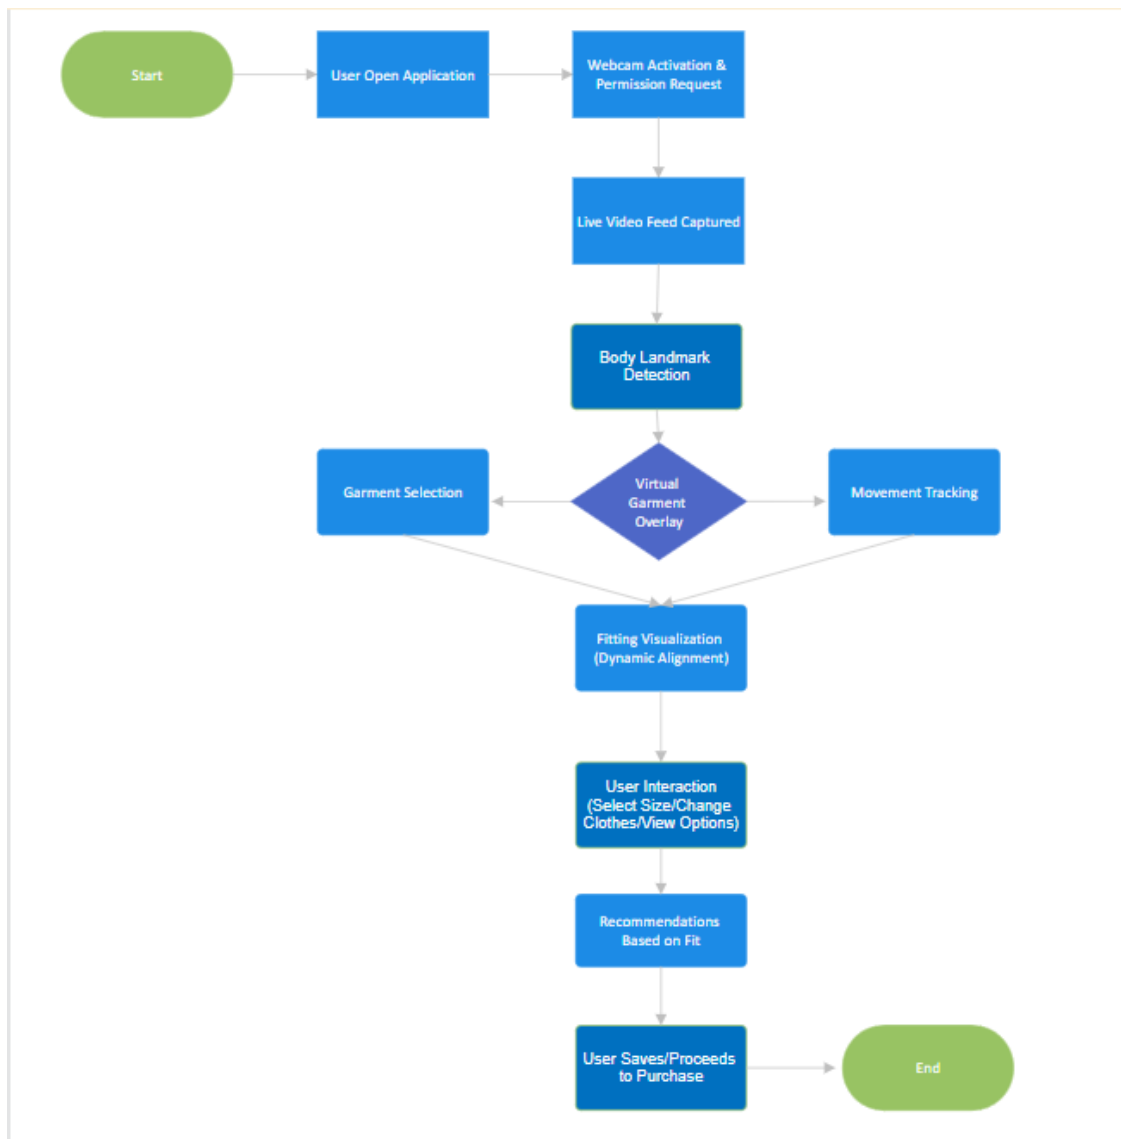 Start
User Open Application
Webcam Activation &
Permission Request
Live Video Feed Captured
Body Landmark
Detection
Garment Selection
Virtual
Garment
Overlay
Movement Tracking
Fitting Visualization
(Dynamic Alignment)
User Interaction
(Select Size/Change
Clothes/View Options)
Recommendations
Based on Fit
User Saves/Proceeds
to Purchase
End